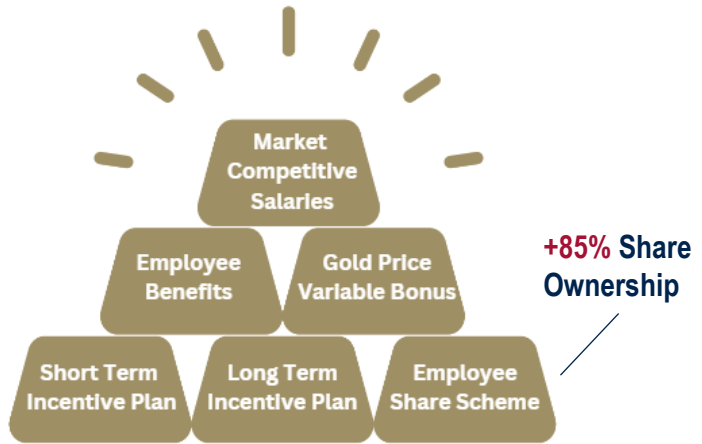 Market
Competitive
Salaries
Employee
Benefits
Gold Price
Variable Bonus
+85% Share
Ownership
Short Term
Incentive Plan
Long Term
Incentive Plan
Employee
Share Scheme